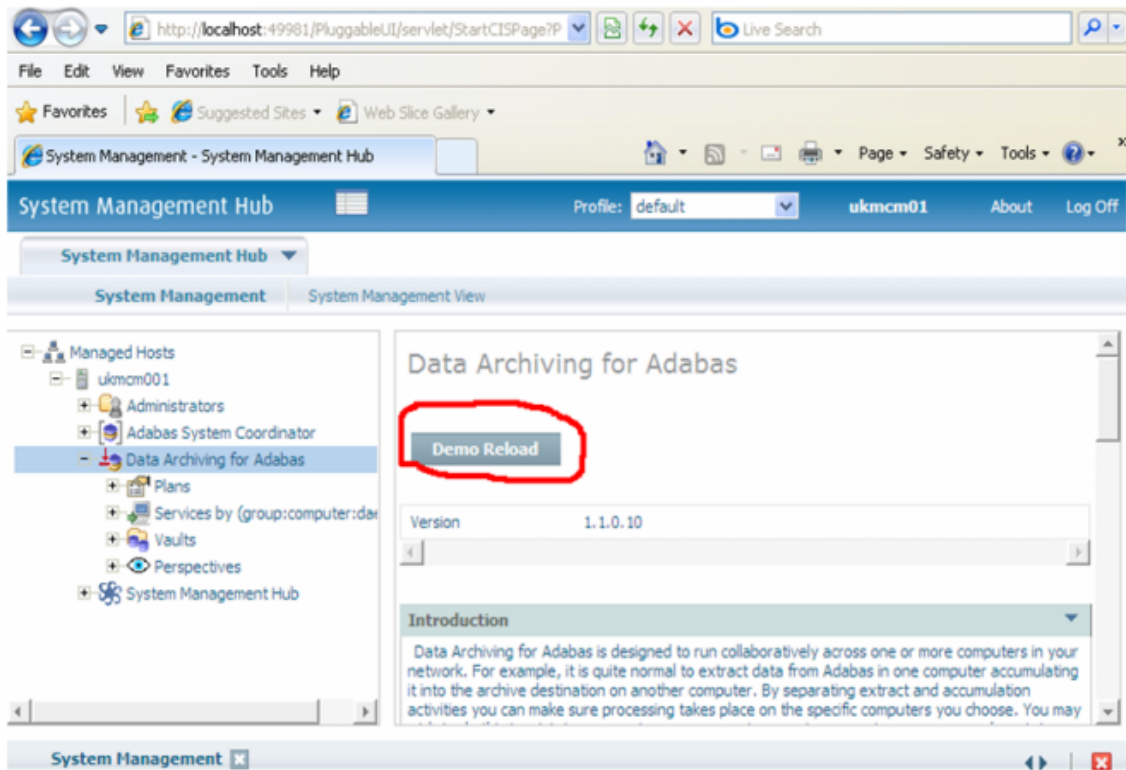 http://localhost:49981/PluggableUI/servlet/StartCISPage?P
Live Search
File Edit View Favorites Tools Help
Favorites Suggested Sites Web Slice Gallery
System Management - System Management Hub
Page Safety Tools
System Management Hub
Profile: default ukmcm01 About Log Off
System Management Hub
System Management System Management View
Managed Hosts
ukmcm001
Administrators
Adabas System Coordinator
Data Archiving for Adabas
Plans
Services by (group:computer:dae
Vaults
Perspectives
System Management Hub
Data Archiving for Adabas
Demo Reload
Version 1.1.0.10
Introduction
Data Archiving for Adabas is designed to run collaboratively across one or more computers in your
network. For example, it is quite normal to extract data from Adabas in one computer accumulating
it into the archive destination on another computer. By separating extract and accumulation
activities you can make sure processing takes place on the specific computers you choose. You may
System Management